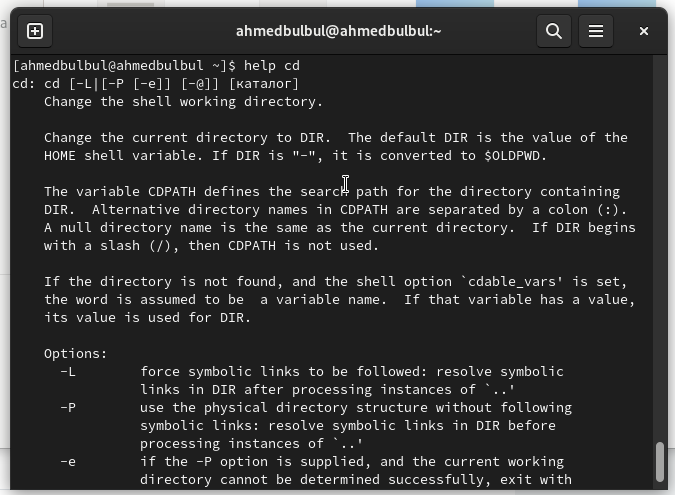 ahmedbulbul@ahmedbulbul:~
[ahmedbulbul@ahmedbulbul ~]$ help cd
cd: cd [-L|[-P [-e]] [-@]] [каталог]
Change the shell working directory.
Change the current directory to DIR.  The default DIR is the value of the
HOME shell variable. If DIR is "-", it is converted to $OLDPWD.
The variable CDPATH defines the search path for the directory containing
DIR.  Alternative directory names in CDPATH are separated by a colon (:).
A null directory name is the same as the current directory.  If DIR begins
with a slash (/), then CDPATH is not used.
If the directory is not found, and the shell option `cdable_vars' is set,
the word is assumed to be  a variable name.  If that variable has a value,
its value is used for DIR.
Options:
-L        force symbolic links to be followed: resolve symbolic
links in DIR after processing instances of `..'
-P        use the physical directory structure without following
symbolic links: resolve symbolic links in DIR before
processing instances of `..'
-e        if the -P option is supplied, and the current working
directory cannot be determined successfully, exit with